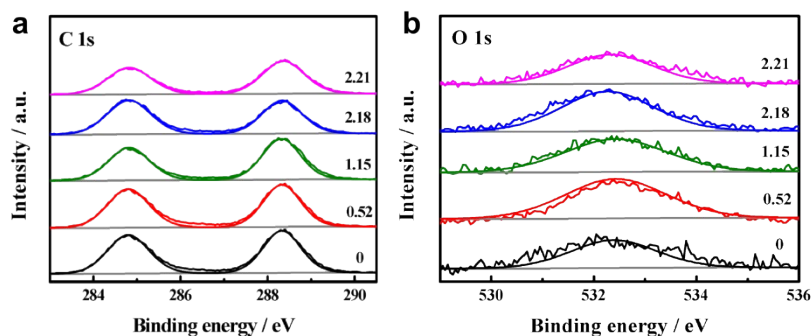 a
C 1s
2.21
2.18
1.15
0.52
0
Intensity / a.u.
284 286 288 290
Binding energy / eV
b
O 1s
2.21
2.18
1.15
0.52
0
Intensity / a.u.
530 532 534 536
Binding energy / eV